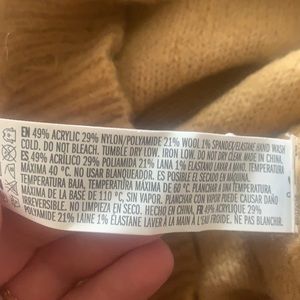 EN 49% ACRYLIC 29% NYLON/POLYAMIDE 21% WOOL 1% SPANDEX/ELASTANE HAND WASH
COLD. DO NOT BLEACH. TUMBLE DRY LOW. IRON LOW. DO NOT DRY CLEAN. MADE IN CHINA.
ES 49% ACRÍLICO 29% POLIAMIDA 21% LANA 1% ELASTANO LAVAR A MANO. TEMPERATURA
MÁXIMA 40 °C. NO USAR BLANQUEADOR. ES POSIBLE EL SECADO EN MÁQUINA.
TEMPERATURA BAJA, TEMPERATURA MÁXIMA DE 60 °C. PLANCHAR A UNA TEMPERATURA
MÁXIMA DE LA BASE DE 110 °C, SIN VAPOR. PLANCHAR CON VAPOR PUEDE CAUSAR DAÑO
IRREVERSIBLE. NO LIMPIEZA EN SECO. HECHO EN CHINA. FR 49% ACRYLIQUE 29%
POLYAMIDE 21% LAINE 1% ÉLASTANE LAVER À LA MAIN À L'EAU FROIDE. NE PAS